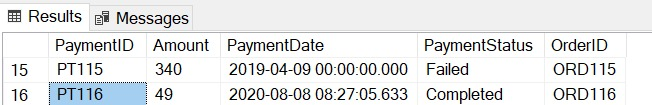 Results Messages
PaymentID Amount PaymentDate PaymentStatus OrderID
15 PT115 340 2019-04-09 00:00:00.000 Failed ORD115
16 PT116 49 2020-08-08 08:27:05.633 Completed ORD116